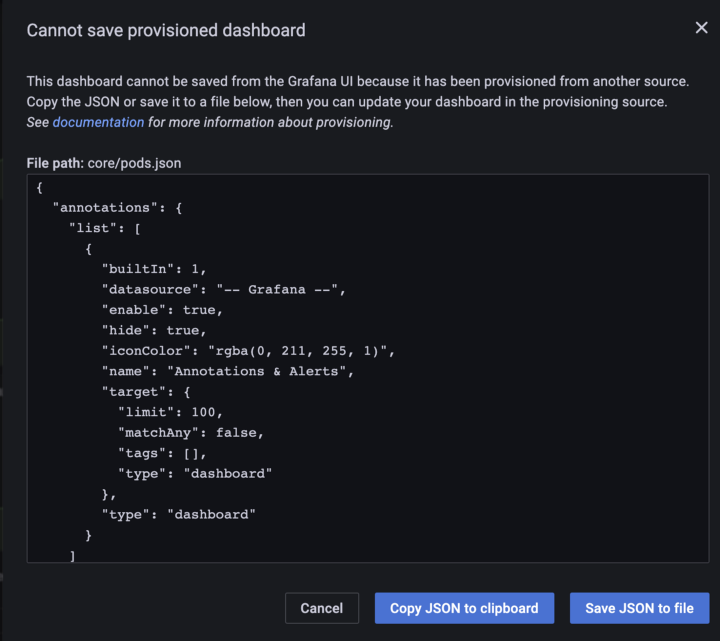 Cannot save provisioned dashboard
This dashboard cannot be saved from the Grafana UI because it has been provisioned from another source.
Copy the JSON or save it to a file below, then you can update your dashboard in the provisioning source.
See documentation for more information about provisioning.
File path: core/pods.json
{
  "annotations": {
    "list": [
      {
        "builtIn": 1,
        "datasource": "-- Grafana --",
        "enable": true,
        "hide": true,
        "iconColor": "rgba(0, 211, 255, 1)",
        "name": "Annotations & Alerts",
        "target": {
          "limit": 100,
          "matchAny": false,
          "tags": [],
          "type": "dashboard"
        },
        "type": "dashboard"
      }
    ]
Cancel
Copy JSON to clipboard
Save JSON to file